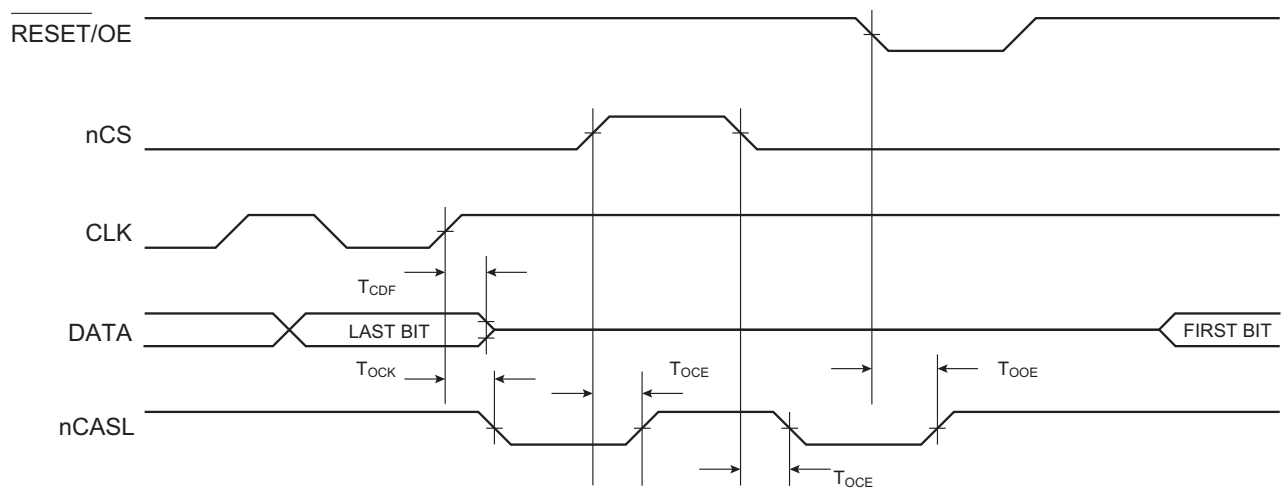 RESET/OE
nCS
CLK
TCDF
DATA
LAST BIT
FIRST BIT
TOCK
TOCE
TOOE
nCASL
TOCE